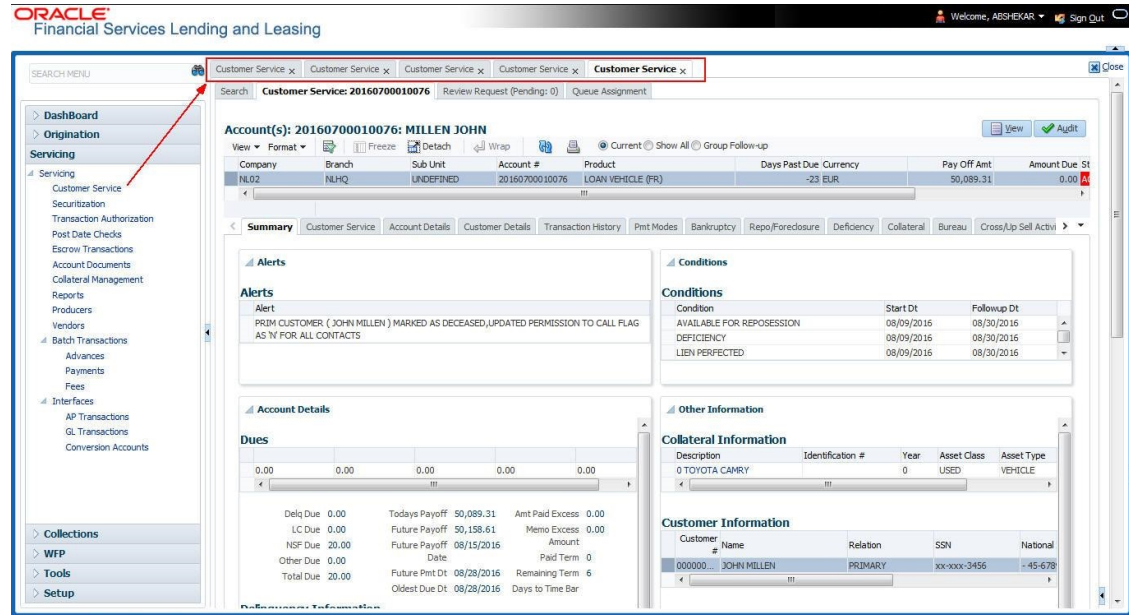 ORACLE®
Financial Services Lending and Leasing
Welcome, ABSHEKAR Sign Out
SEARCH MENU
Customer Service x Customer Service x Customer Service x Customer Service x Customer Service x
Close
Search Customer Service: 20160700010076 Review Request (Pending: 0) Queue Assignment
DashBoard
Origination
Servicing
Servicing
Customer Service
Securitization
Transaction Authorization
Post Date Checks
Escrow Transactions
Account Documents
Collateral Management
Reports
Producers
Vendors
Batch Transactions
Advances
Payments
Fees
Interfaces
AP Transactions
GL Transactions
Conversion Accounts
Collections
WFP
Tools
Setup
Account(s): 20160700010076: MILLEN JOHN
View Audit
View Format Freeze Detach Wrap Current Show All Group Follow-up
Company Branch Sub Unit Account # Product Days Past Due Currency Pay Off Amt Amount Due St
NL02 NLHQ UNDEFINED 20160700010076 LOAN VEHICLE (FR) -23 EUR 50,089.31 0.00
Summary Customer Service Account Details Customer Details Transaction History Pmt Modes Bankruptcy Repo/Foreclosure Deficiency Collateral Bureau Cross/Up Sell Activi
Alerts
Alerts
Alert
PRIM CUSTOMER ( JOHN MILLEN ) MARKED AS DECEASED,UPDATED PERMISSION TO CALL FLAG
AS 'N' FOR ALL CONTACTS
Conditions
Conditions
Condition Start Dt Followup Dt
AVAILABLE FOR REPOSESSION 08/09/2016 08/30/2016
DEFICIENCY 08/09/2016 08/30/2016
LIEN PERFECTED 08/09/2016 08/30/2016
Account Details
Dues
0.00 0.00 0.00 0.00 0.00
Delq Due 0.00 Todays Payoff 50,089.31 Amt Paid Excess 0.00
LC Due 0.00 Future Payoff 50,158.61 Memo Excess 0.00
NSF Due 20.00 Future Payoff 08/15/2016 Amount
Other Due 0.00 Date Paid Term 0
Total Due 20.00 Future Pmt Dt 08/28/2016 Remaining Term 6
Oldest Due Dt 08/28/2016 Days to Time Bar
Delinquency Information
Other Information
Collateral Information
Description Identification # Year Asset Class Asset Type
0 TOYOTA CAMRY 0 USED VEHICLE
Customer Information
Customer # Name Relation SSN National
000000... JOHN MILLEN PRIMARY xx-xxx-3456 - 45-678